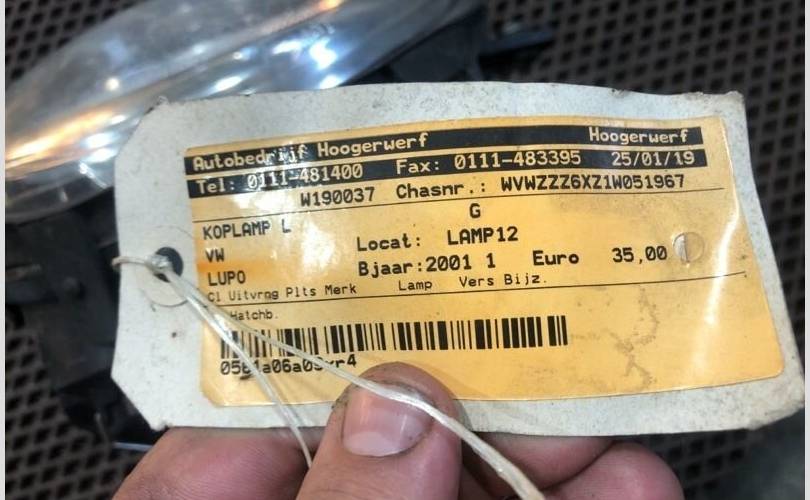 Autobedrijf Hoogerwerf Hoogerwerf
Tel: 0111-481400 Fax: 0111-483395 25/01/19
W190037 Chasnr.: WVWZZZ6XZ1W051967
KOPLAMP L G
VW Locat: LAMP12
LUPO Bjaar:2001 1 Euro 35,00
Cl Uitvrng Plts Merk Lamp Vers Bijz.
Hatchb.